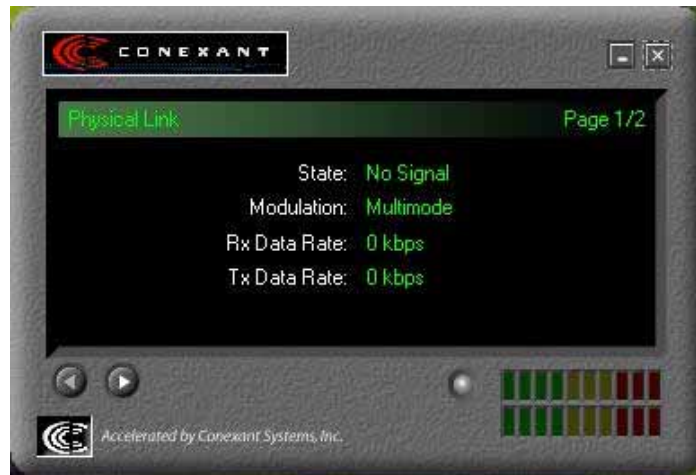 CONEXANT
Physical Link Page 1/2
State: No Signal
Modulation: Multimode
Rx Data Rate: 0 kbps
Tx Data Rate: 0 kbps
Accelerated by Conexant Systems, Inc.